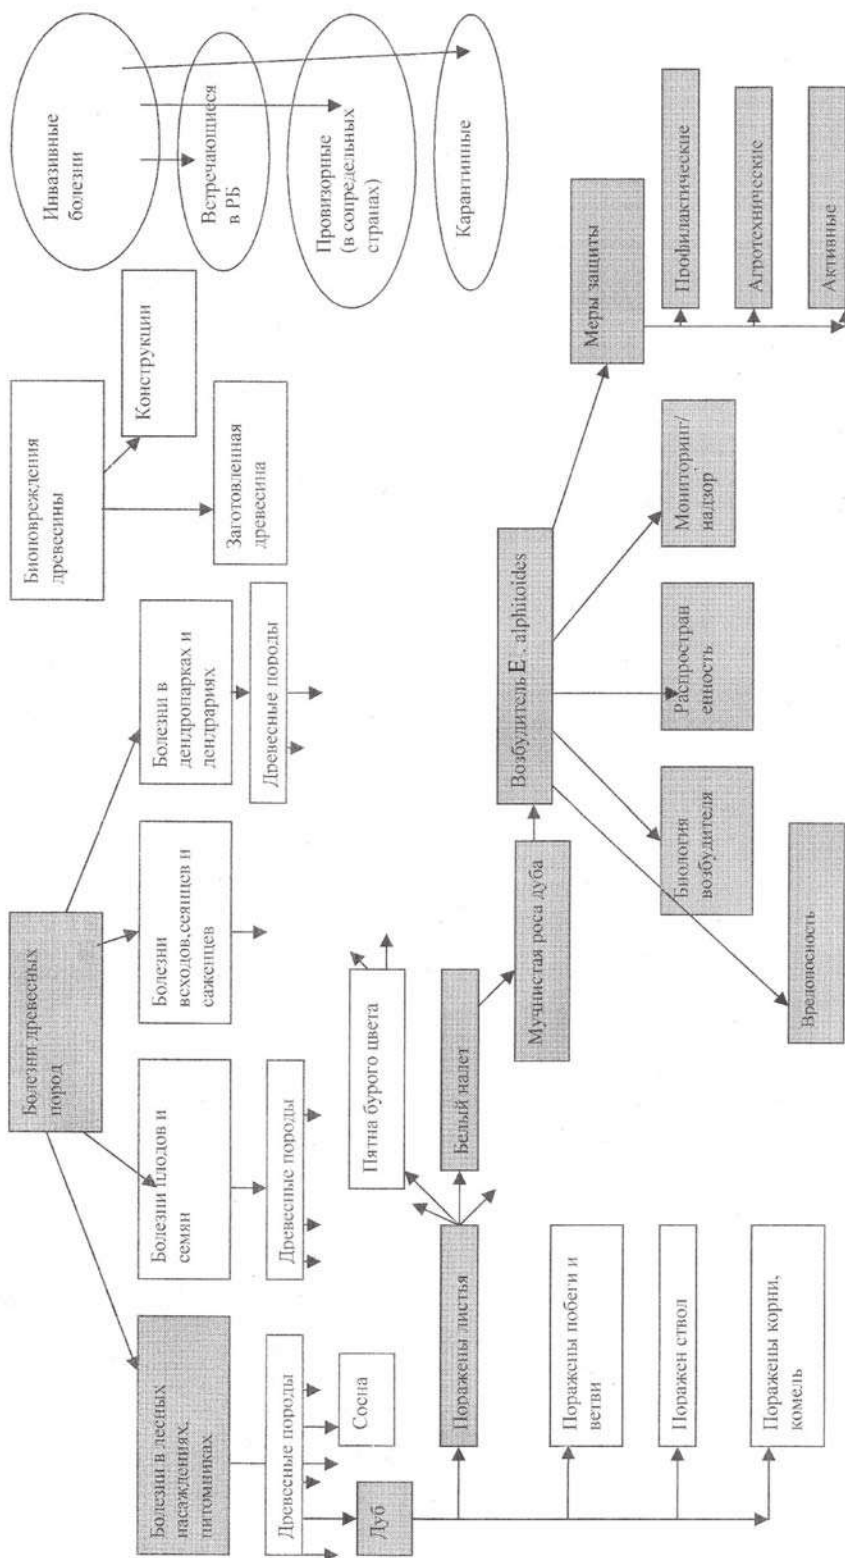 Болезни древесных
пород
Биоповреждения
древесины
Инвазивные
болезни
Конструкции
Заготовленная
древесина
Встречающиеся
в РБ
Провизорные
(в сопредельных
странах)
Карантинные
Болезни в лесных
насаждениях,
питомниках
Болезни плодов и
семян
Болезни
всходов,сеянцев и
саженцев
Болезни в
дендропарках и
дендрариях
Древесные породы
Древесные породы
Древесные породы
Дуб
Сосна
Поражены листья
Поражены побеги и
ветви
Поражен ствол
Поражены корни,
комель
Пятна бурого цвета
Белый налет
Мучнистая роса дуба
Возбудитель E . alphitoides
Вредоносность
Биология
возбудителя
Распростран
енность
Мониторинг/
надзор
Меры защиты
Профилактические
Агротехнические
Активные